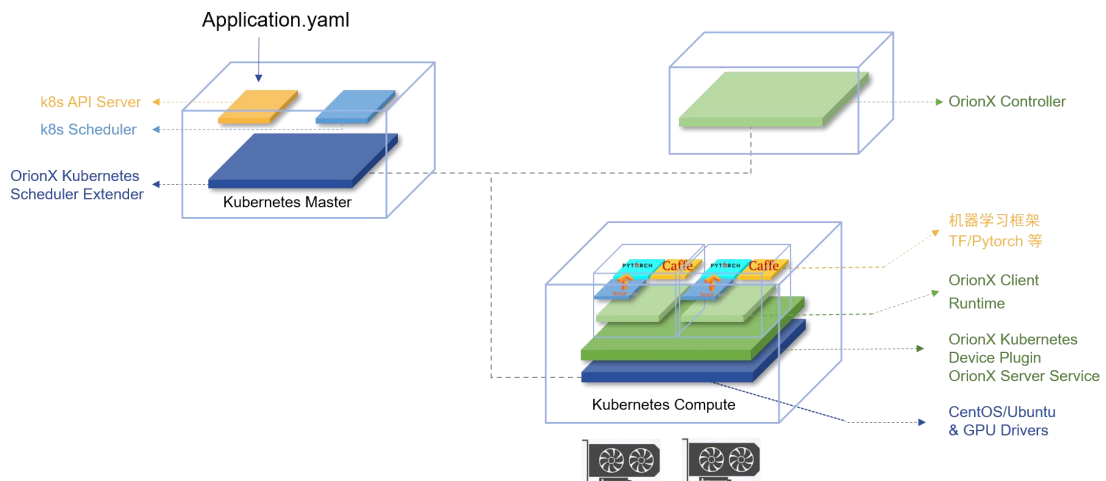 Application.yaml
k8s API Server
k8s Scheduler
OrionX Kubernetes
Scheduler Extender
Kubernetes Master
OrionX Controller
机器学习框架
TF/Pytorch 等
PYTORCH
Caffe
PYTORCH
Caffe
OrionX Client
Runtime
OrionX Kubernetes
Device Plugin
OrionX Server Service
Kubernetes Compute
CentOS/Ubuntu
& GPU Drivers